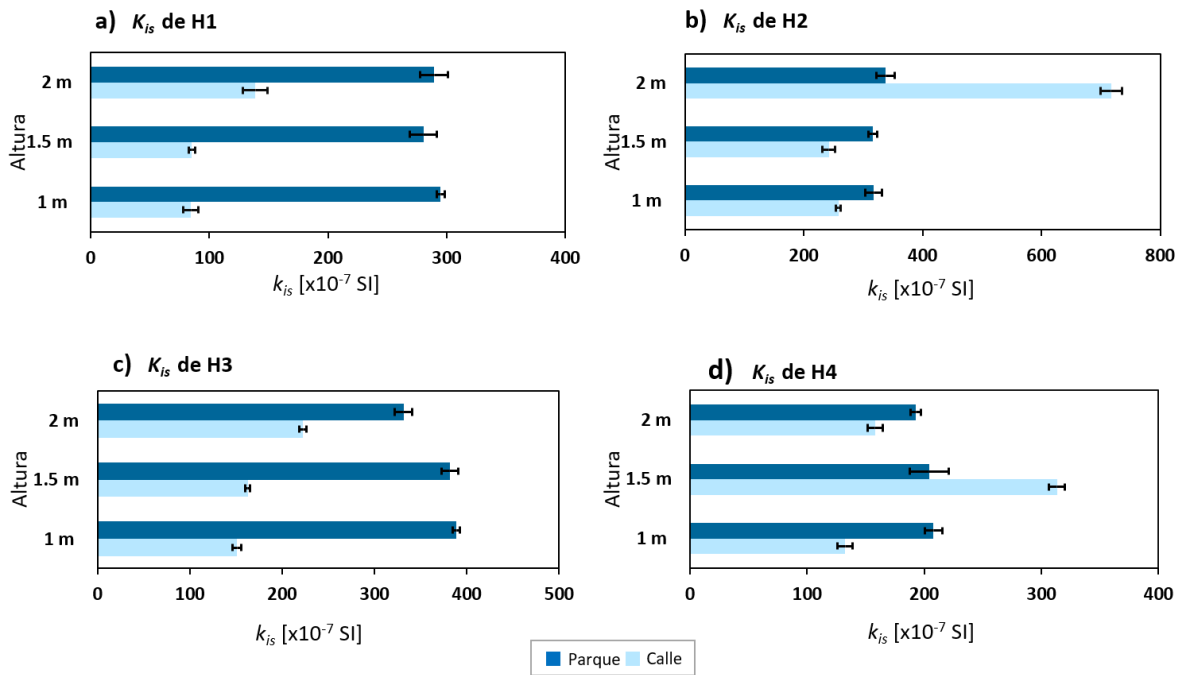 a) Kis de H1
Altura
2 m
1.5 m
1 m
0 100 200 300 400
kis [x10-7 SI]
b) Kis de H2
Altura
2 m
1.5 m
1 m
0 200 400 600 800
kis [x10-7 SI]
c) Kis de H3
Altura
2 m
1.5 m
1 m
0 100 200 300 400 500
kis [x10-7 SI]
d) Kis de H4
Altura
2 m
1.5 m
1 m
0 200 300 400
kis [x10-7 SI]
Parque Calle